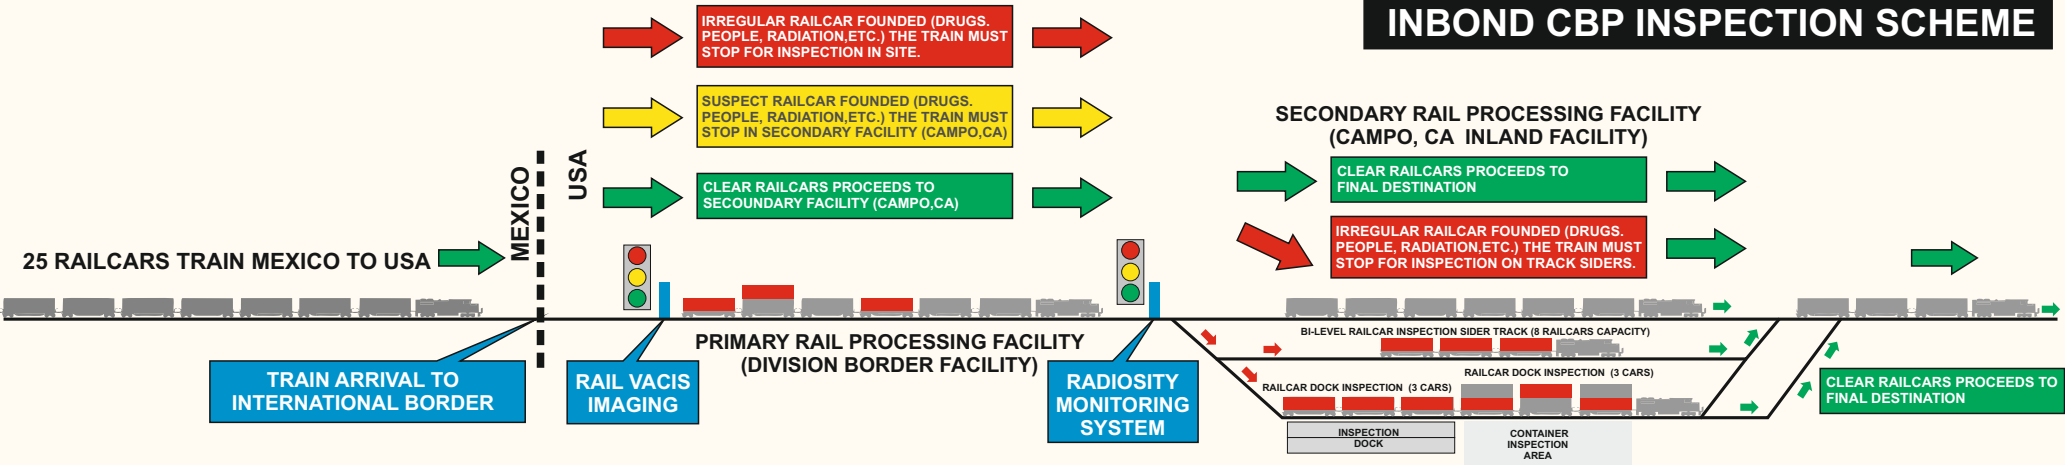 INBOND CBP INSPECTION SCHEME
IRREGULAR RAILCAR FOUNDED (DRUGS.
PEOPLE, RADIATION,ETC.) THE TRAIN MUST
STOP FOR INSPECTION IN SITE.
SUSPECT RAILCAR FOUNDED (DRUGS.
PEOPLE, RADIATION,ETC.) THE TRAIN MUST
STOP IN SECONDARY FACILITY (CAMPO,CA)
CLEAR RAILCARS PROCEEDS TO
SECOUNDARY FACILITY (CAMPO,CA)
SECONDARY RAIL PROCESSING FACILITY
(CAMPO, CA INLAND FACILITY)
CLEAR RAILCARS PROCEEDS TO
FINAL DESTINATION
IRREGULAR RAILCAR FOUNDED (DRUGS.
PEOPLE, RADIATION,ETC.) THE TRAIN MUST
STOP FOR INSPECTION ON TRACK SIDERS.
MEXICO
USA
25 RAILCARS TRAIN MEXICO TO USA
PRIMARY RAIL PROCESSING FACILITY
(DIVISION BORDER FACILITY)
TRAIN ARRIVAL TO
INTERNATIONAL BORDER
RAIL VACIS
IMAGING
RADIOSITY
MONITORING
SYSTEM
BI-LEVEL RAILCAR INSPECTION SIDER TRACK (8 RAILCARS CAPACITY)
RAILCAR DOCK INSPECTION (3 CARS)
RAILCAR DOCK INSPECTION (3 CARS)
INSPECTION
DOCK
CONTAINER
INSPECTION
AREA
CLEAR RAILCARS PROCEEDS TO
FINAL DESTINATION